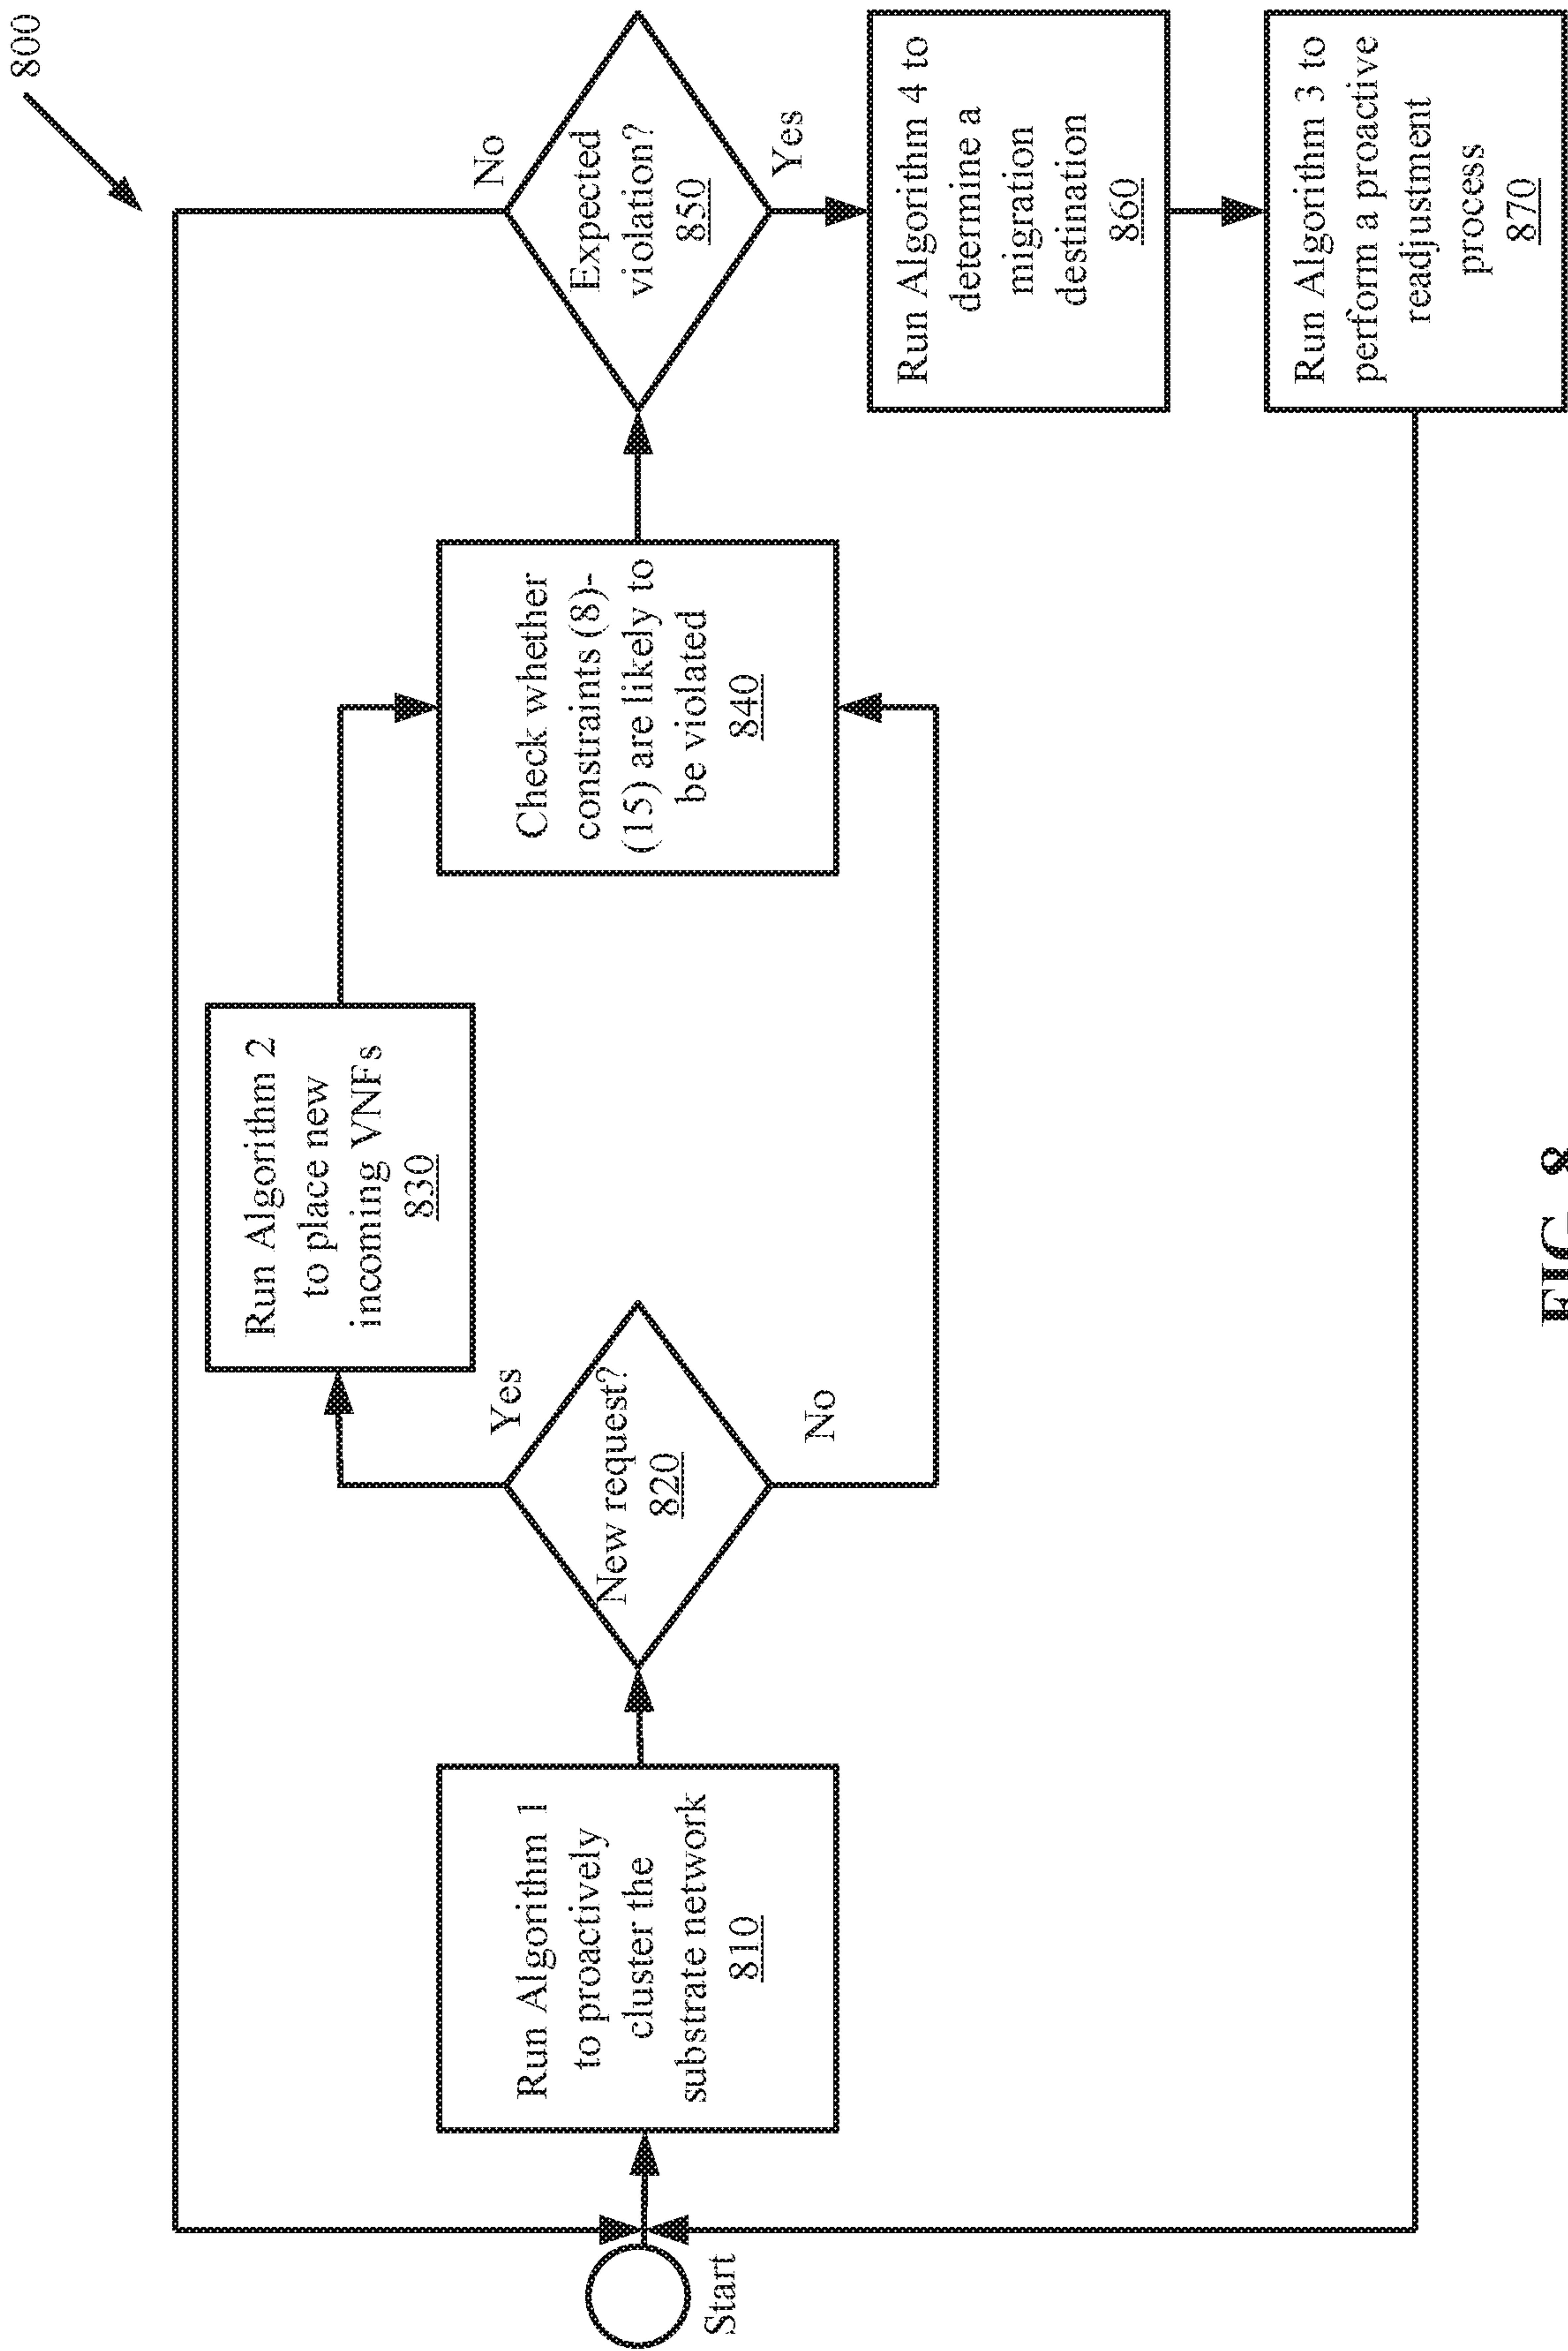 800
Start
Run Algorithm 1
to proactively
cluster the
substrate network
810
New request?
820
Yes
No
Run Algorithm 2
to place new
incoming VNFs
830
Check whether
constraints (8)-
(15) are likely to
be violated
840
Expected
violation?
850
No
Yes
Run Algorithm 4 to
determine a
migration
destination
860
Run Algorithm 3 to
perform a proactive
readjustment
process
870
FIG. 8